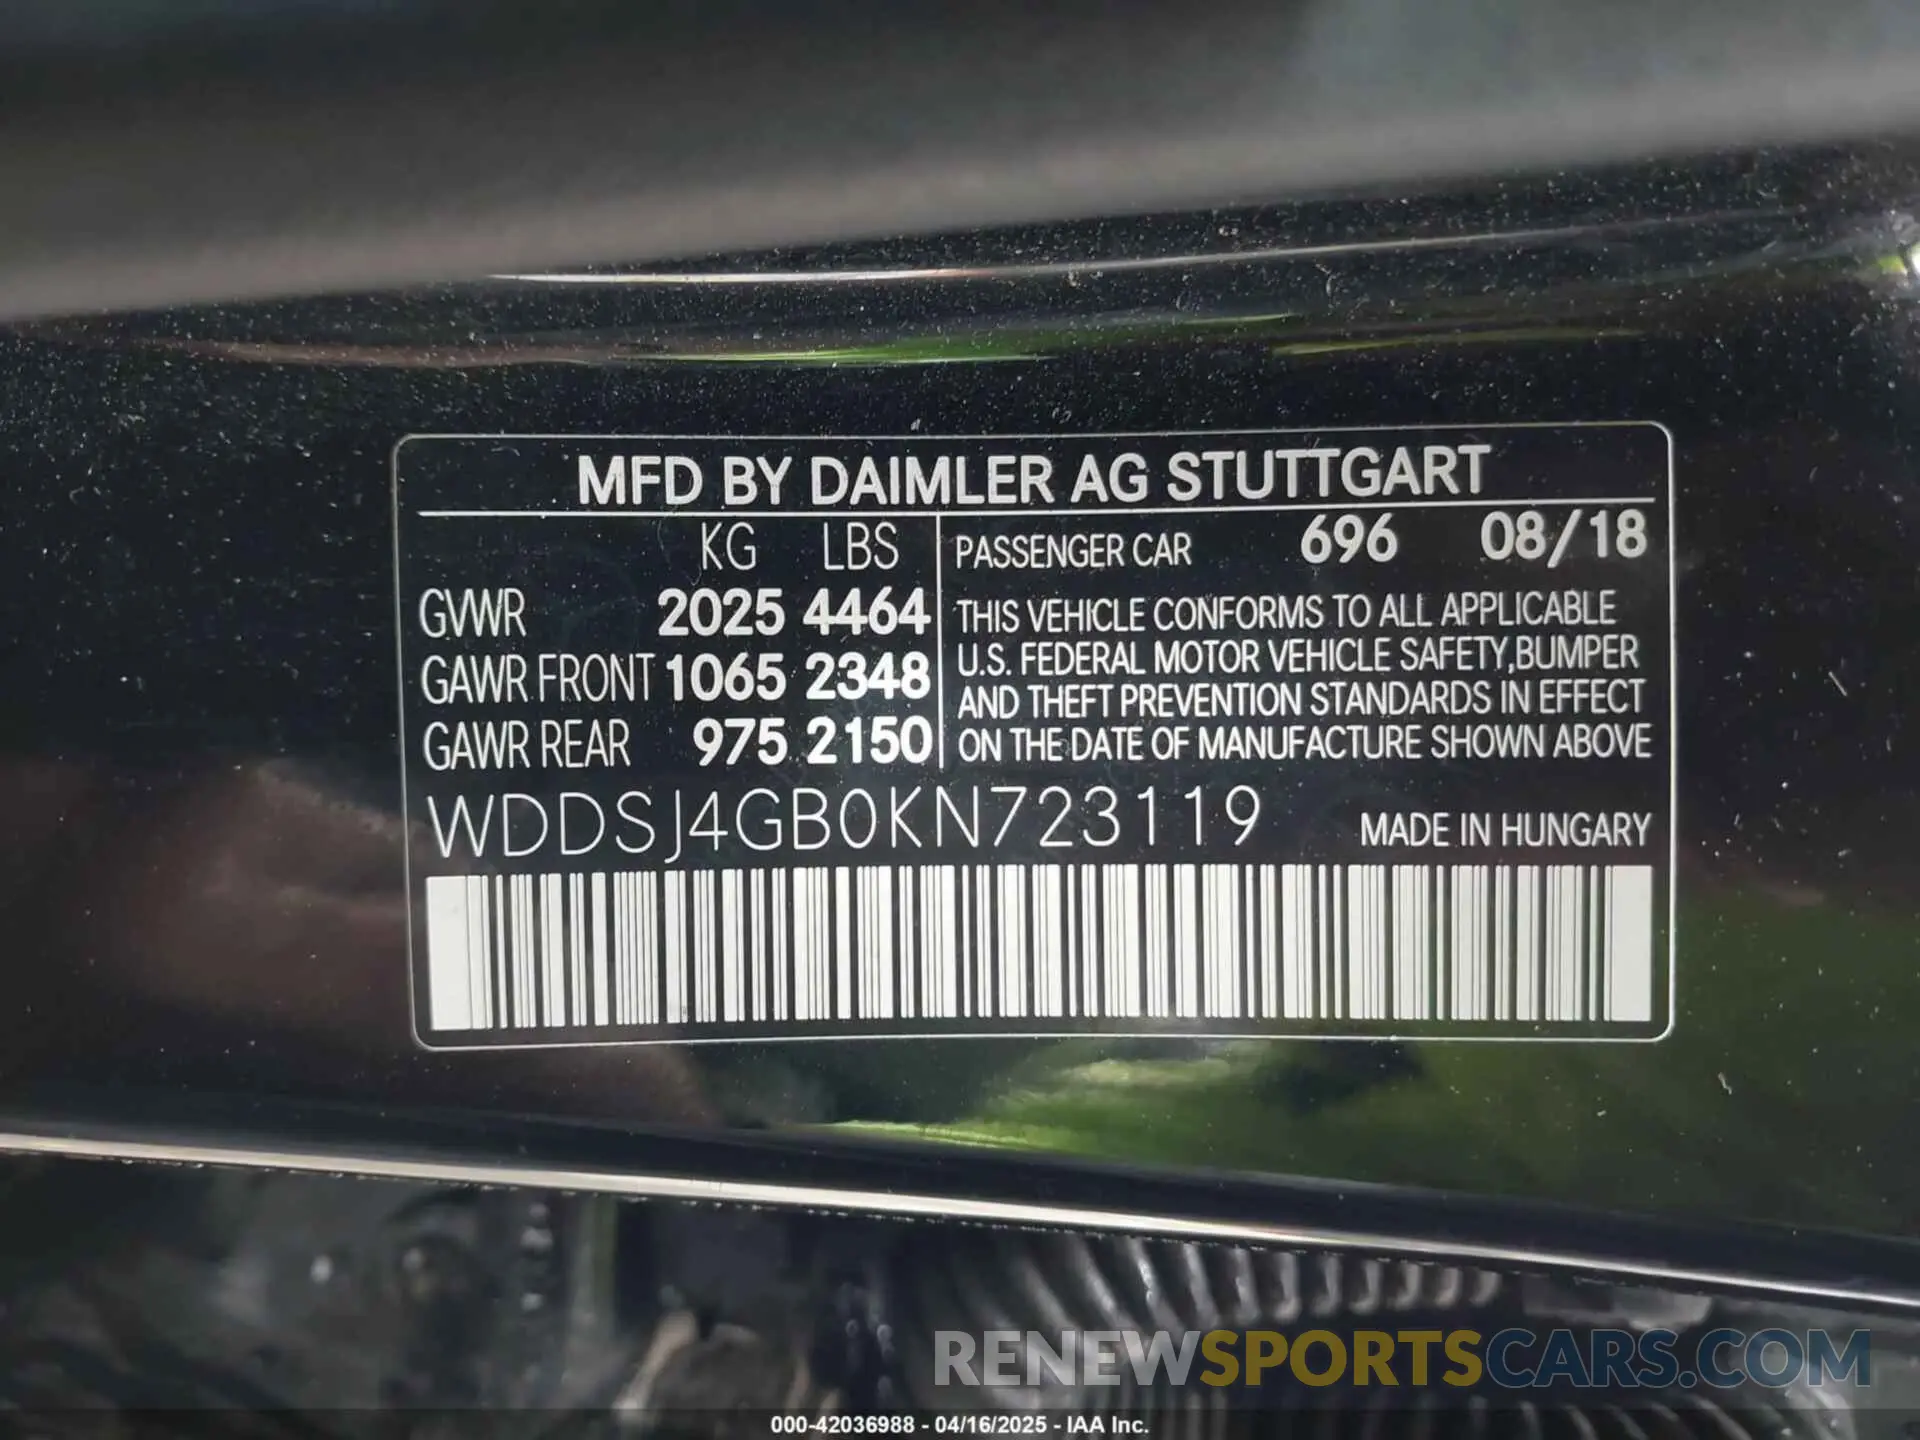 MFD BY DAIMLER AG STUTTGART
KG LBS
GVWR 2025 4464
GAWR FRONT 1065 2348
GAWR REAR 975 2150
PASSENGER CAR 696 08/18
THIS VEHICLE CONFORMS TO ALL APPLICABLE
U.S. FEDERAL MOTOR VEHICLE SAFETY,BUMPER
AND THEFT PREVENTION STANDARDS IN EFFECT
ON THE DATE OF MANUFACTURE SHOWN ABOVE
WDDSJ4GB0KN723119
MADE IN HUNGARY
RENEWSPORTSCARS.COM
000-42036988 - 04/16/2025 - IAA Inc.